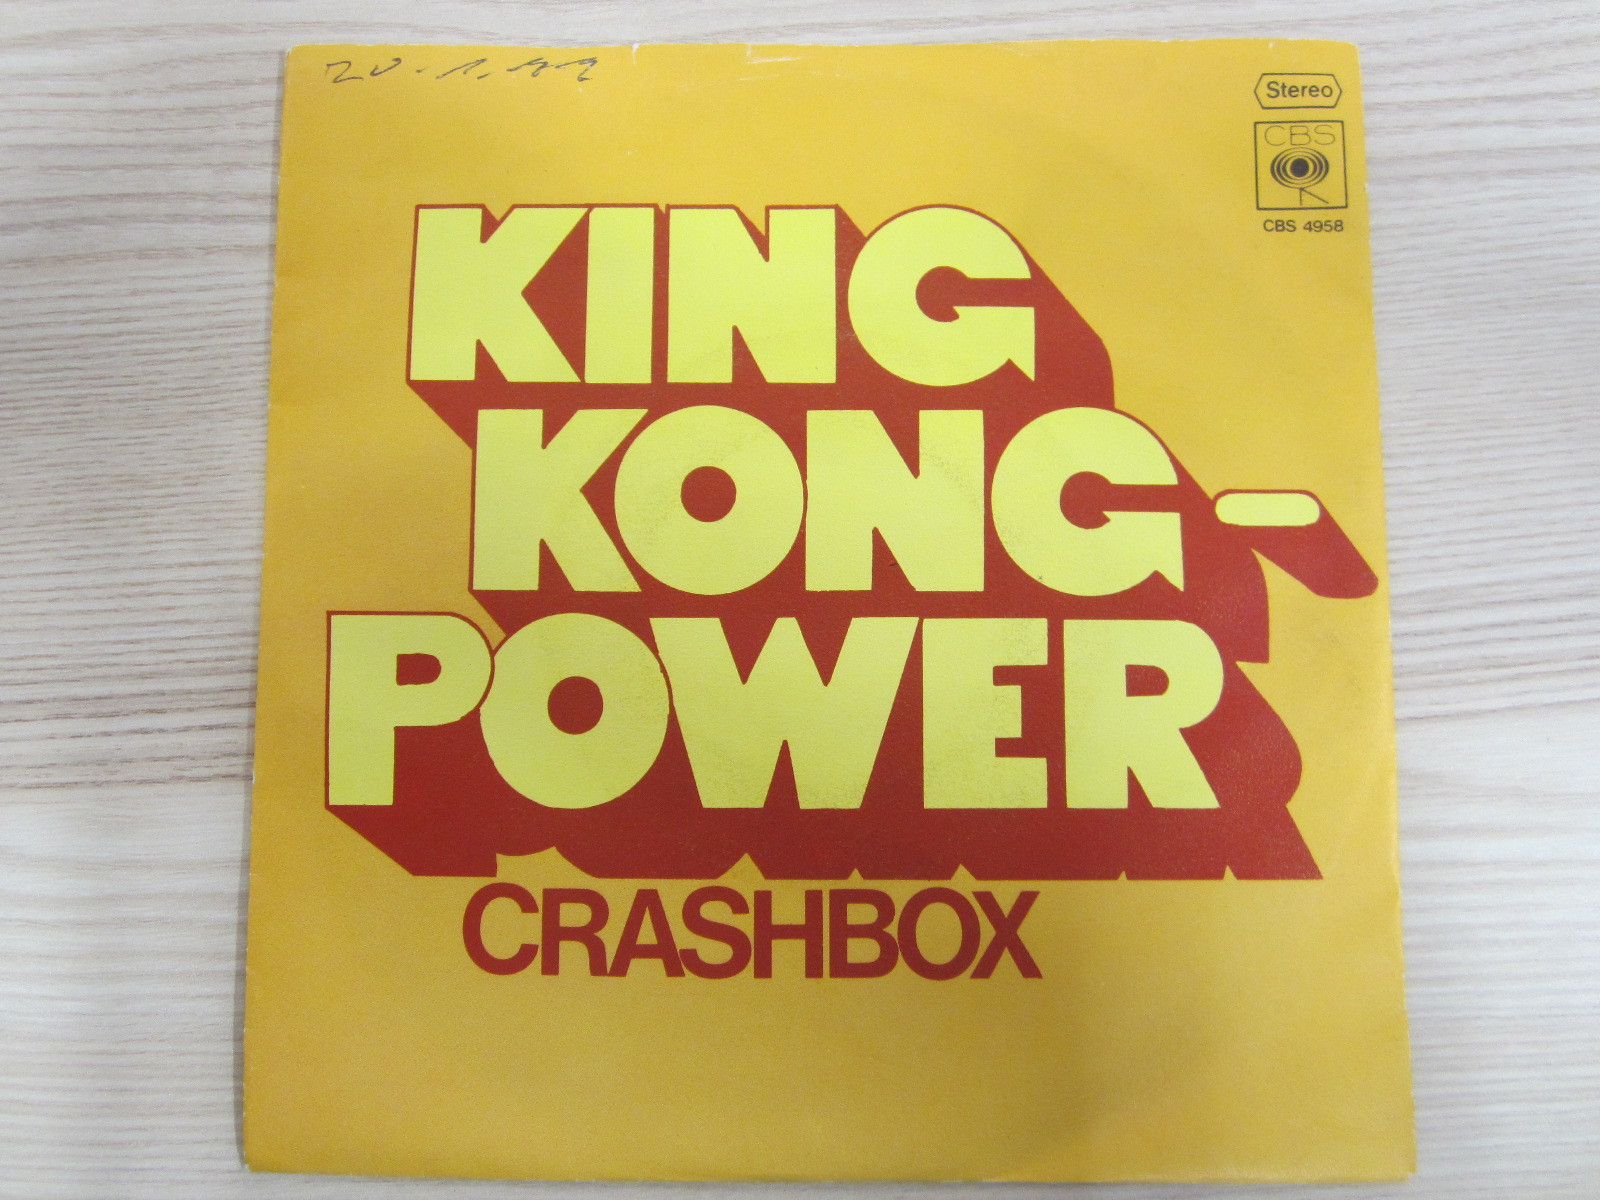 Stereo
CBS
CBS 4958
KING
KONG-
POWER
CRASHBOX